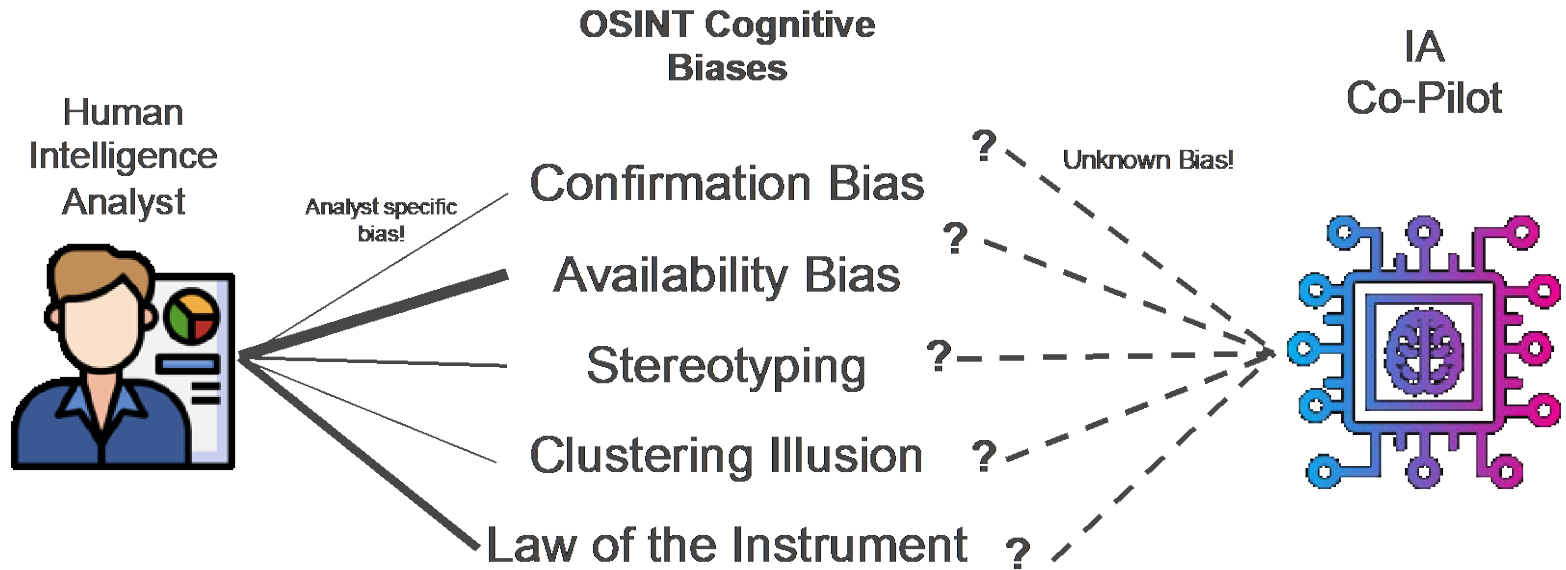 OSINT Cognitive
Biases
Human
Intelligence
Analyst
Analyst specific
bias!
Confirmation Bias
Availability Bias
Stereotyping
Clustering Illusion
Law of the Instrument
?
?
?
?
?
Unknown Bias!
IA
Co-Pilot